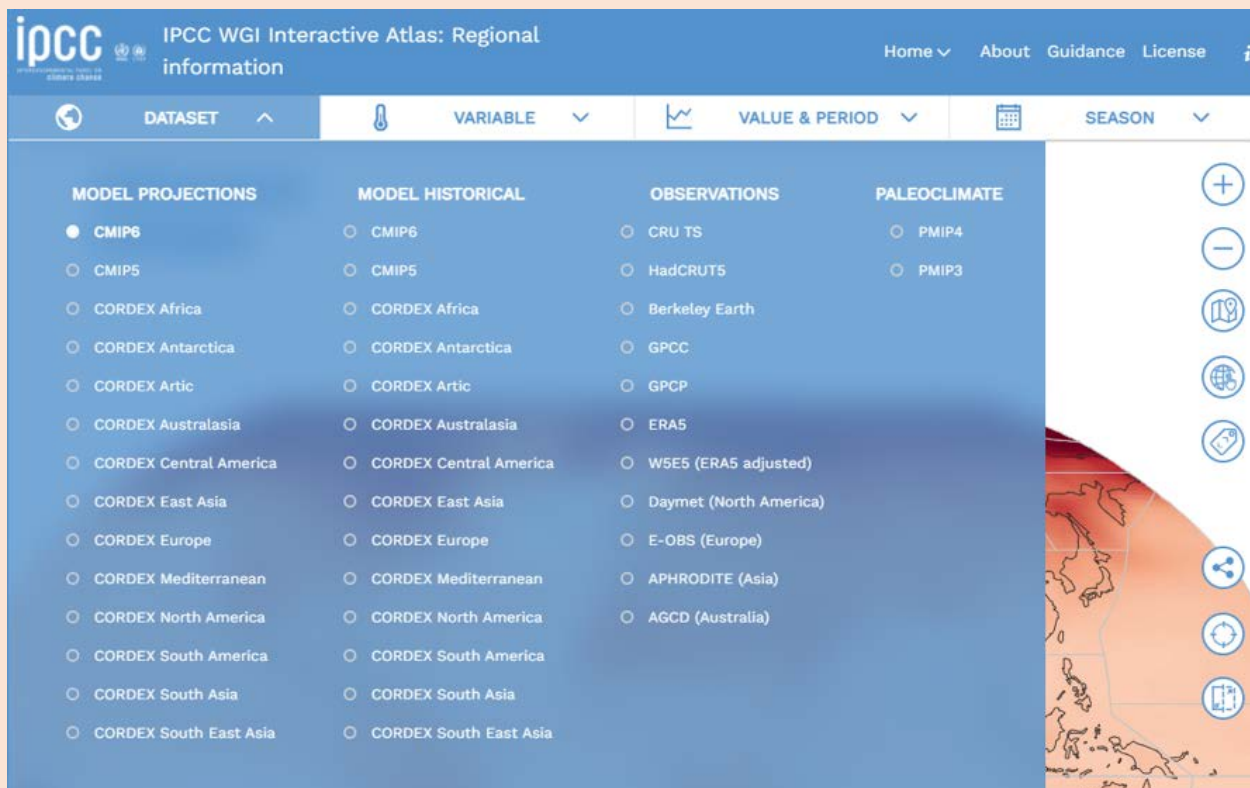 ipcc
INTERGOVERNMENTAL PANEL ON
climate change
IPCC WGI Interactive Atlas: Regional
information
Home
About
Guidance
License
DATASET
VARIABLE
VALUE & PERIOD
SEASON
MODEL PROJECTIONS
CMIP6
CMIP5
CORDEX Africa
CORDEX Antarctica
CORDEX Artic
CORDEX Australasia
CORDEX Central America
CORDEX East Asia
CORDEX Europe
CORDEX Mediterranean
CORDEX North America
CORDEX South America
CORDEX South Asia
CORDEX South East Asia
MODEL HISTORICAL
CMIP6
CMIP5
CORDEX Africa
CORDEX Antarctica
CORDEX Artic
CORDEX Australasia
CORDEX Central America
CORDEX East Asia
CORDEX Europe
CORDEX Mediterranean
CORDEX North America
CORDEX South America
CORDEX South Asia
CORDEX South East Asia
OBSERVATIONS
CRU TS
HadCRUT5
Berkeley Earth
GPCC
GPCP
ERA5
W5E5 (ERA5 adjusted)
Daymet (North America)
E-OBS (Europe)
APHRODITE (Asia)
AGCD (Australia)
PALEOCLIMATE
PMIP4
PMIP3